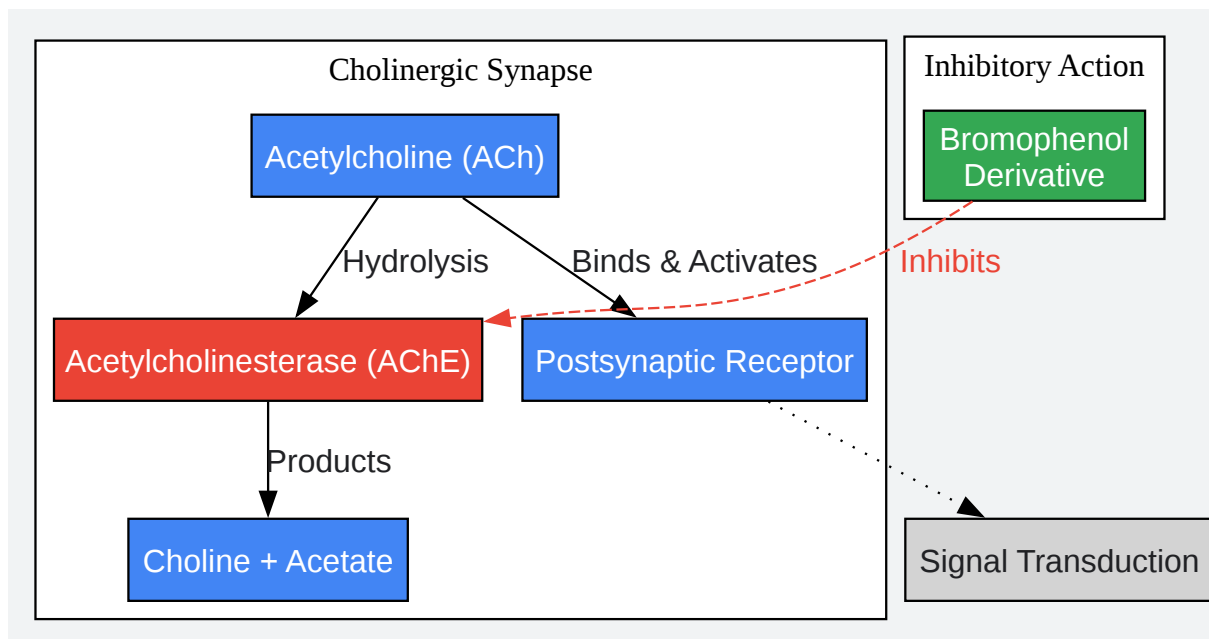 Cholinergic Synapse
Inhibitory Action
Acetylcholine (ACh)
Bromophenol
Derivative
Hydrolysis
Binds & Activates
Inhibits
Acetylcholinesterase (AChE)
Postsynaptic Receptor
Products
Choline + Acetate
Signal Transduction